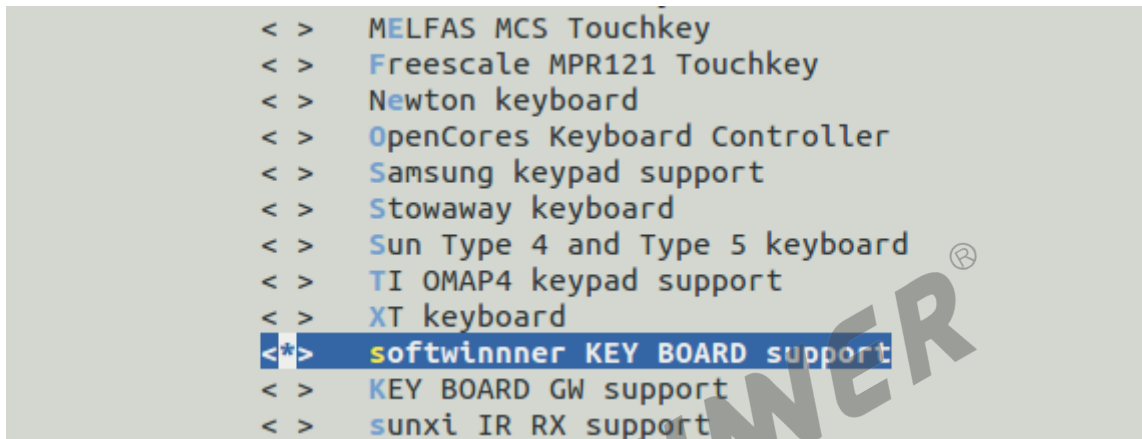 < > MELFAS MCS Touchkey
< > Freescale MPR121 Touchkey
< > Newton keyboard
< > OpenCores Keyboard Controller
< > Samsung keypad support
< > Stowaway keyboard
< > Sun Type 4 and Type 5 keyboard
< > TI OMAP4 keypad support
< > XT keyboard
<*> softwinnner KEY BOARD support
< > KEY BOARD GW support
< > sunxi IR RX support